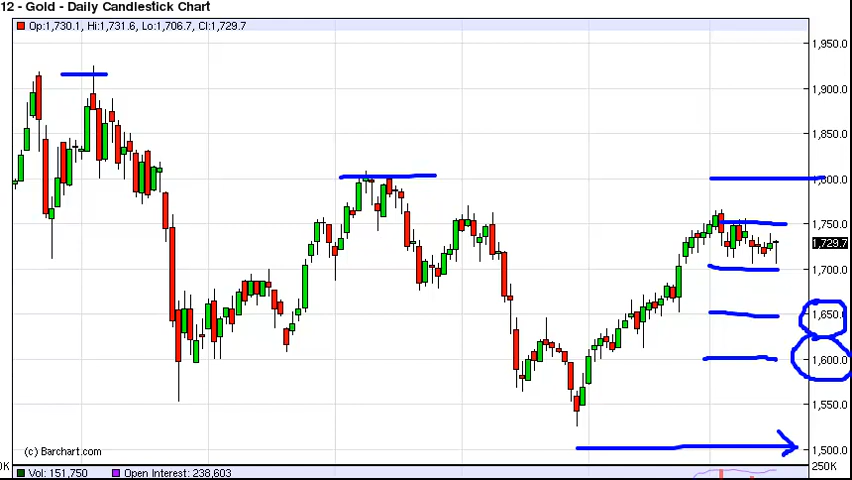 12 - Gold - Daily Candlestick Chart
Op:1,730.1, Hi:1,731.6, Lo:1,706.7, Cl:1,729.7
1,950.0
1,900.0
1,850.0
1,800.0
1,750.0
1,729.7
1,700.0
1,650.0
1,600.0
1,550.0
1,500.0
(c) Barchart.com
0K Vol: 151,750 Open Interest: 238,603 250K